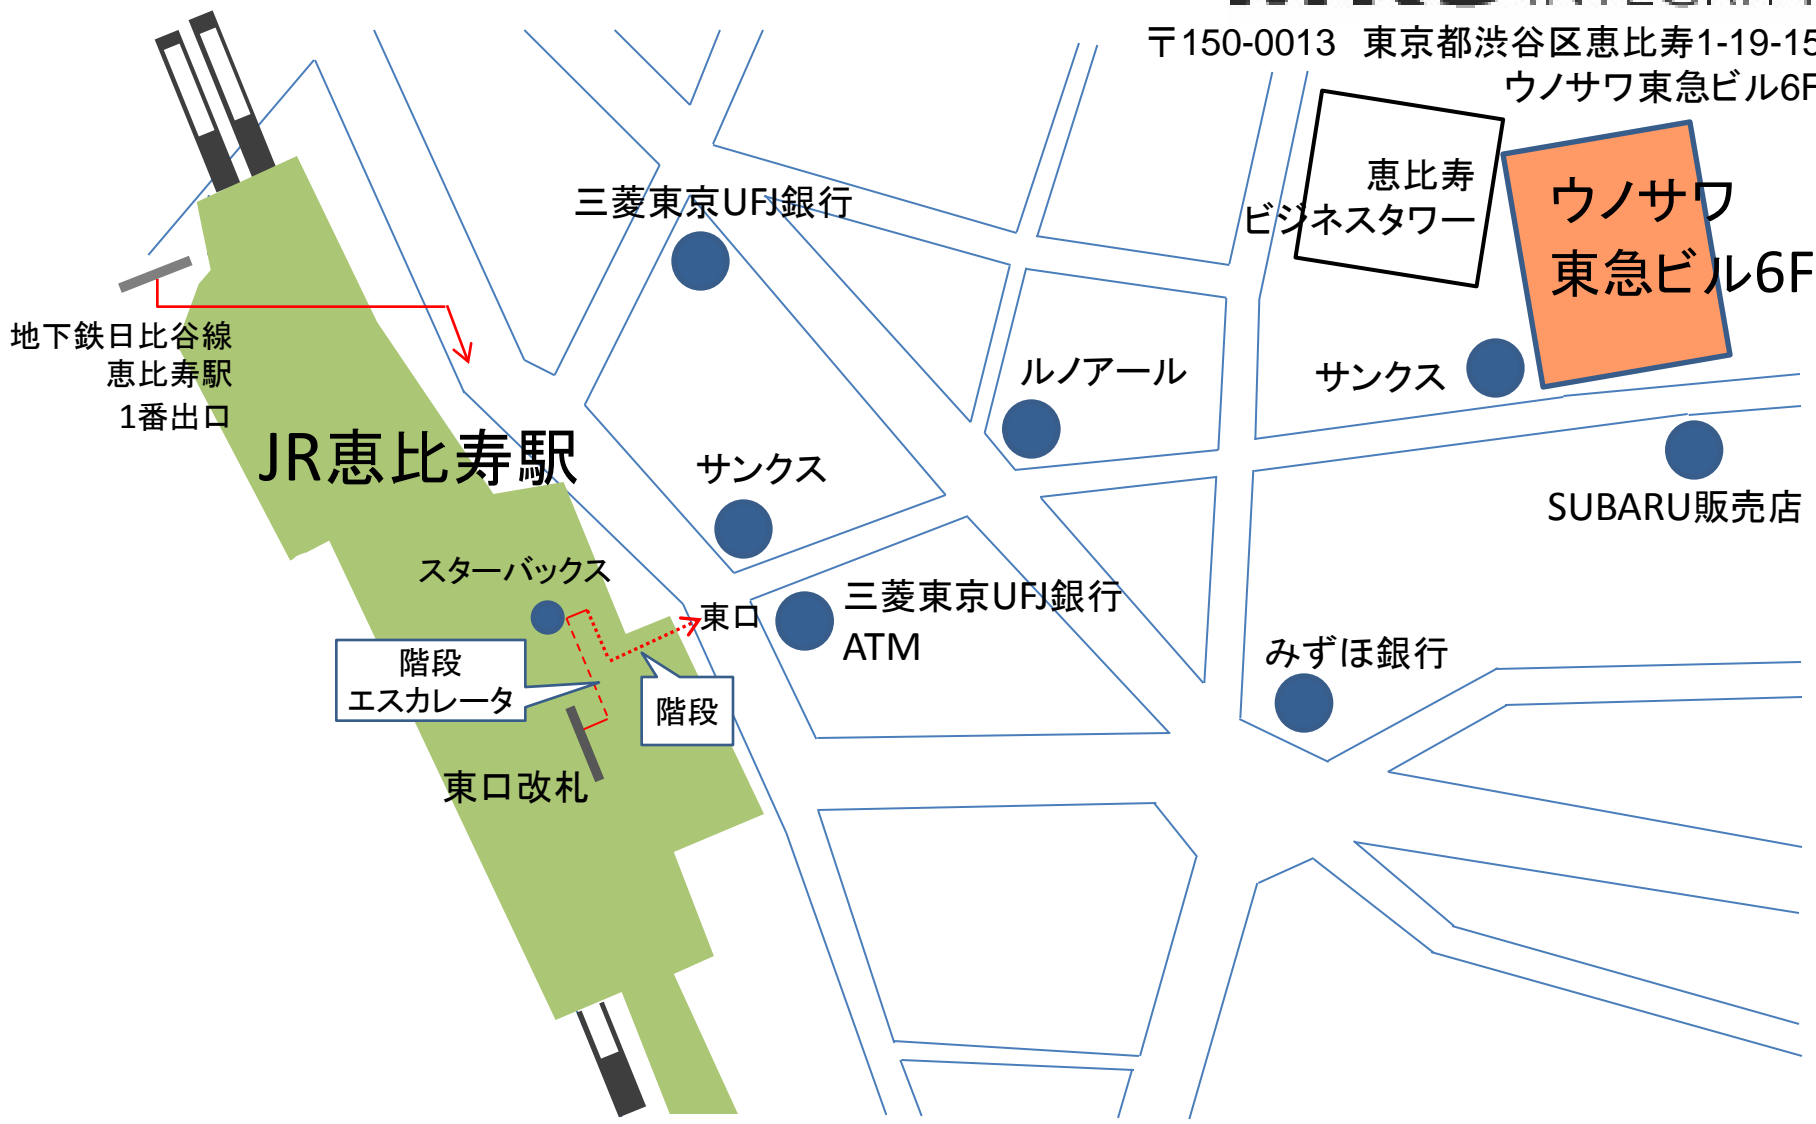 〒150-0013 東京都渋谷区恵比寿1-19-15
ウノサワ東急ビル6F
恵比寿
ビジネスタワー
ウノサワ
東急ビル6F
三菱東京UFJ銀行
地下鉄日比谷線
恵比寿駅
1番出口
ルノアール
サンクス
JR恵比寿駅
サンクス
SUBARU販売店
スターバックス
東口
三菱東京UFJ銀行
ATM
階段
エスカレータ
階段
みずほ銀行
東口改札